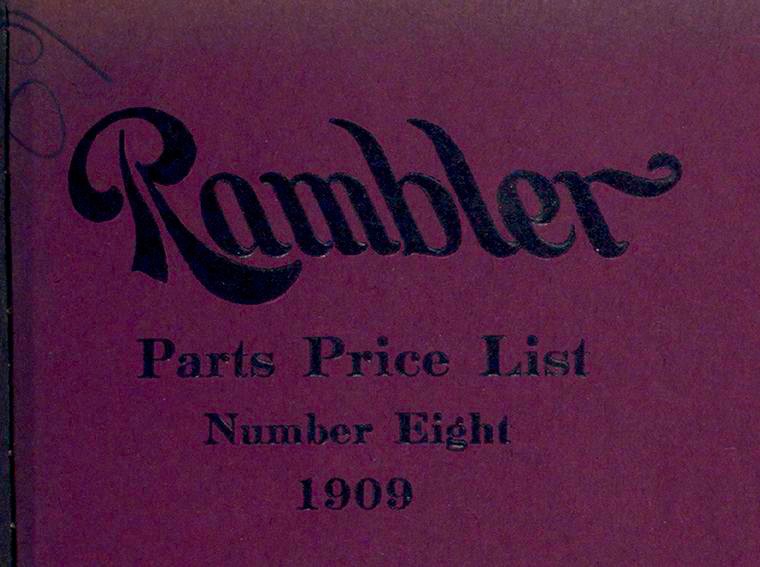 Rambler
Parts Price List
Number Eight
1909